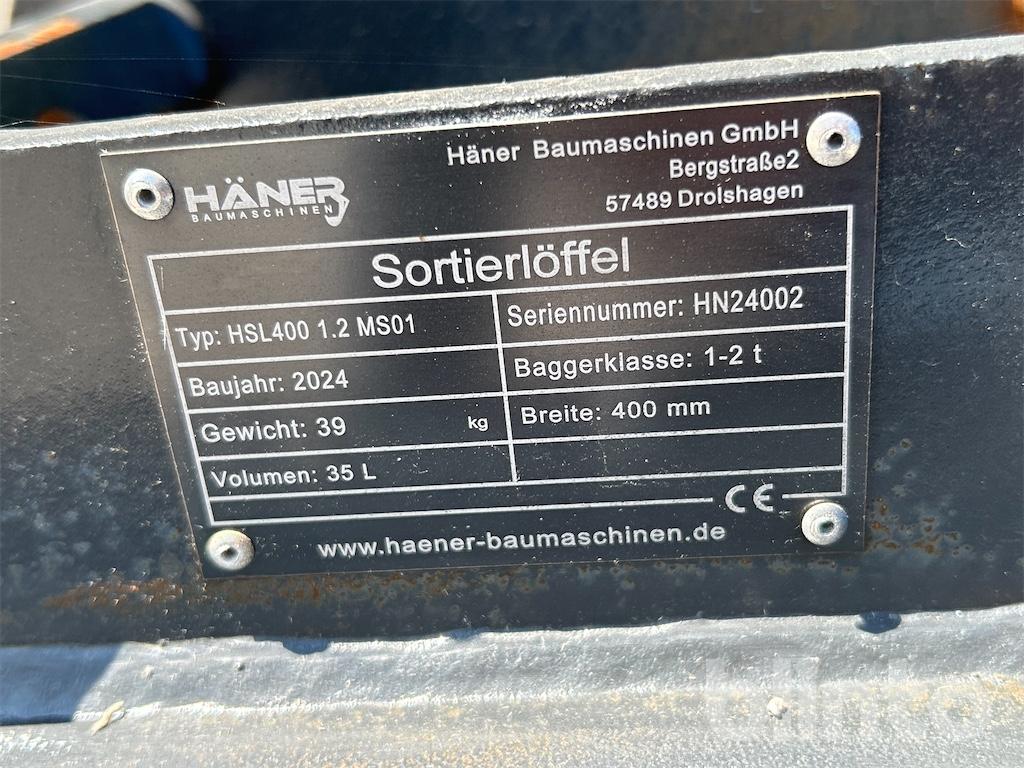 HÄNER
BAUMASCHINEN
Häner Baumaschinen GmbH
Bergstraße2
57489 Drolshagen
Sortierlöffel
Typ: HSL400 1.2 MS01
Seriennummer: HN24002
Baujahr: 2024
Baggerklasse: 1-2 t
Gewicht: 39 kg
Breite: 400 mm
Volumen: 35 L
CE
www.haener-baumaschinen.de